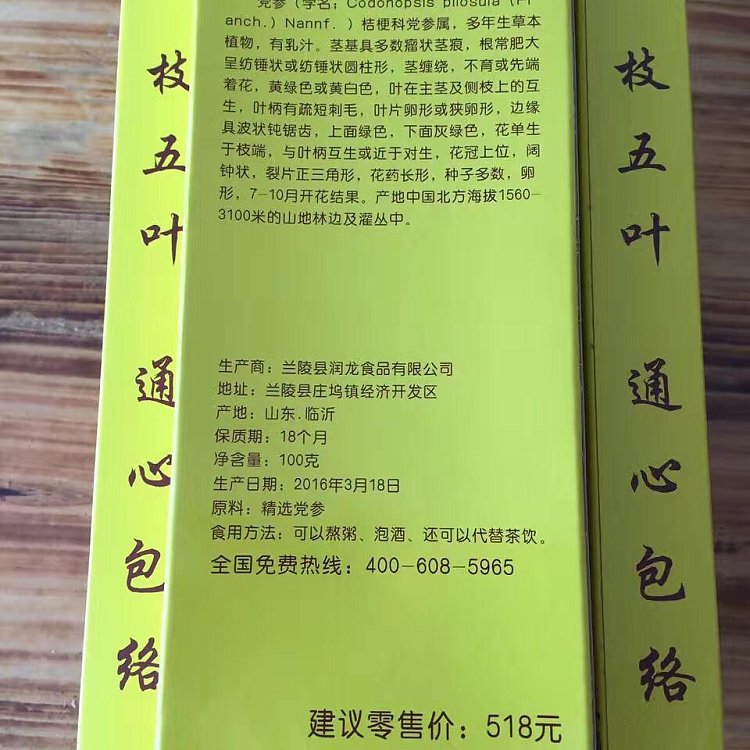 枝五叶 通心包络
党参（学名；Codonopsis pilosula（Fr
anch.）Nannf. ）桔梗科党参属，多年生草本
植物，有乳汁。茎基具多数瘤状茎痕，根常肥大
呈纺锤状或纺锤状圆柱形，茎缠绕，不育或先端
着花，黄绿色或黄白色，叶在主茎及侧枝上的互
生，叶柄有疏短刺毛，叶片卵形或狭卵形，边缘
具波状钝锯齿，上面绿色，下面灰绿色，花单生
于枝端，与叶柄互生或近于对生，花冠上位，阔
钟状，裂片正三角形，花药长形，种子多数，卵
形，7-10月开花结果。产地中国北方海拔1560-
3100米的山地林边及灌丛中。
生产商：兰陵县润龙食品有限公司
地址：兰陵县庄坞镇经济开发区
产地：山东.临沂
保质期：18个月
净含量：100克
生产日期：2016年3月18日
原料：精选党参
食用方法：可以熬粥、泡酒、还可以代替茶饮。
全国免费热线：400-608-5965
建议零售价：518元
枝五叶 通心包络